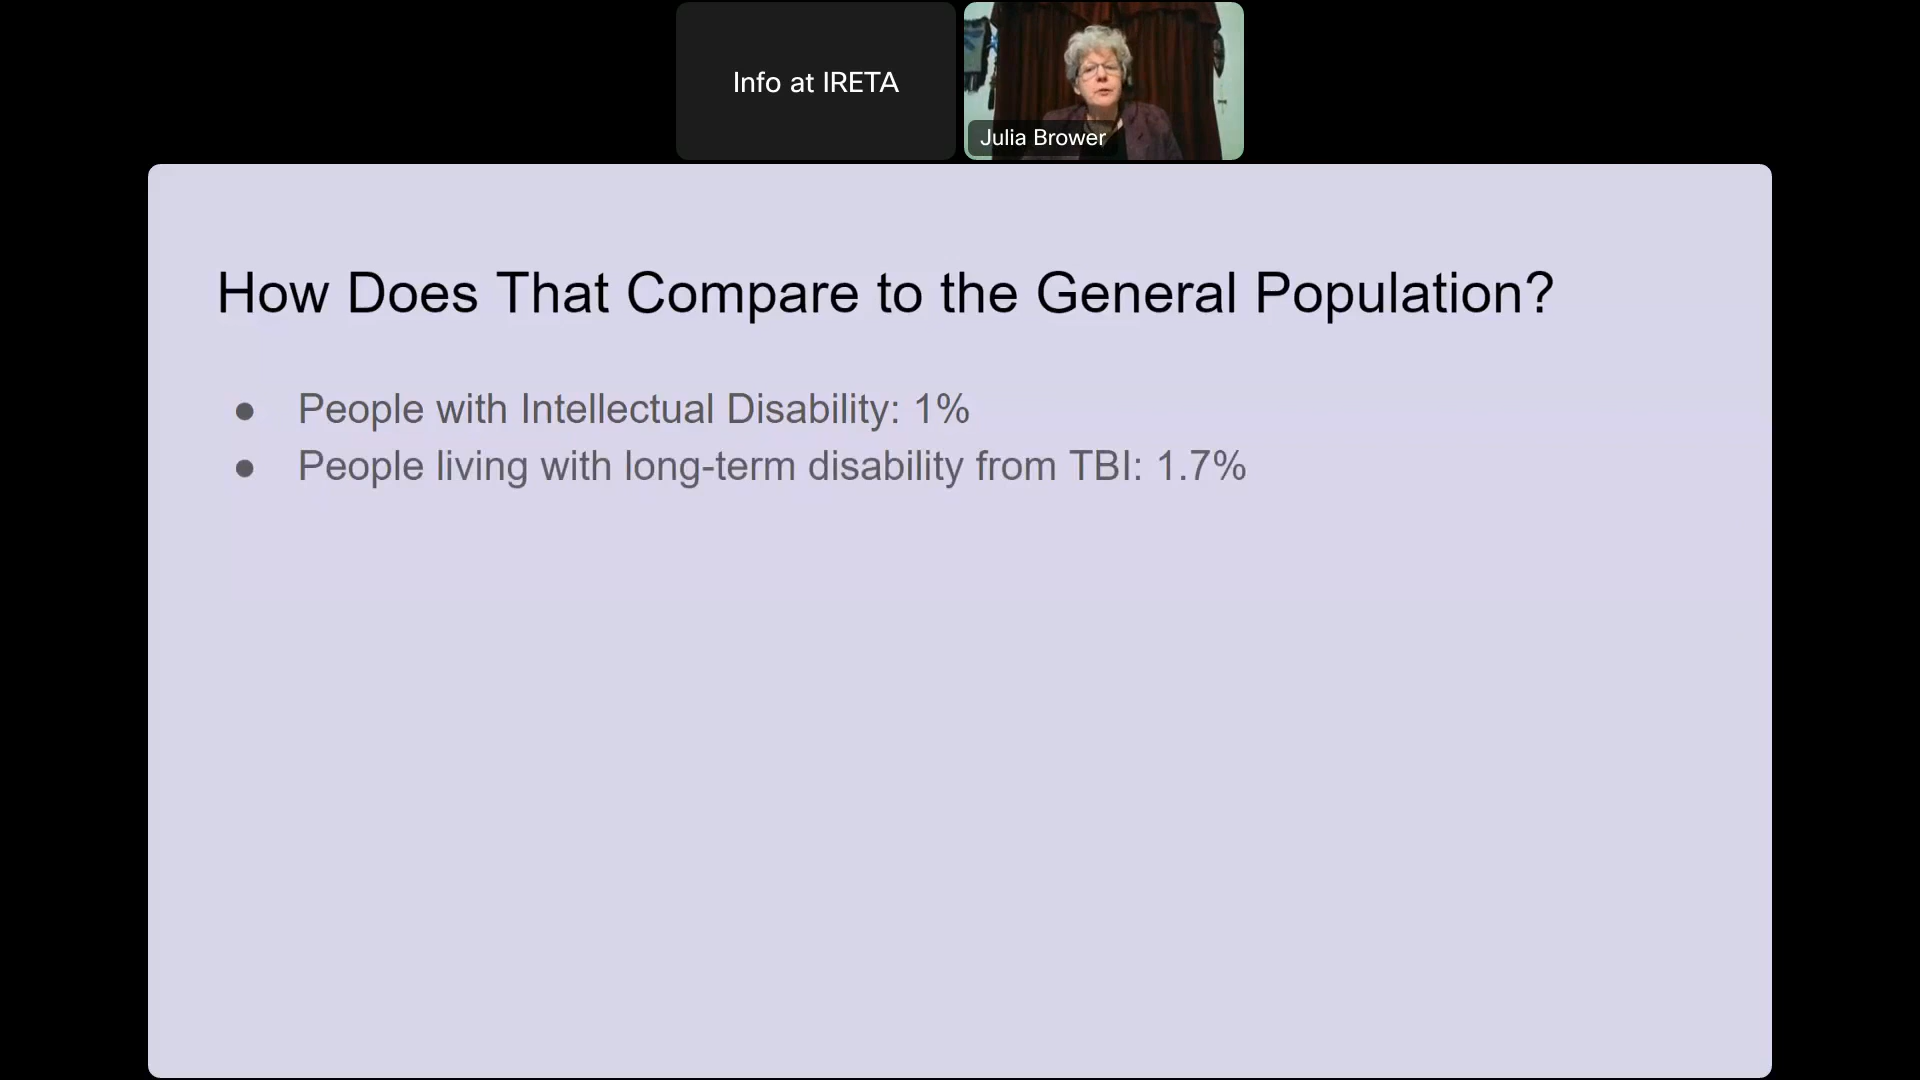 Info at IRETA
Julia Brower
How Does That Compare to the General Population?
● People with Intellectual Disability: 1%
● People living with long-term disability from TBI: 1.7%